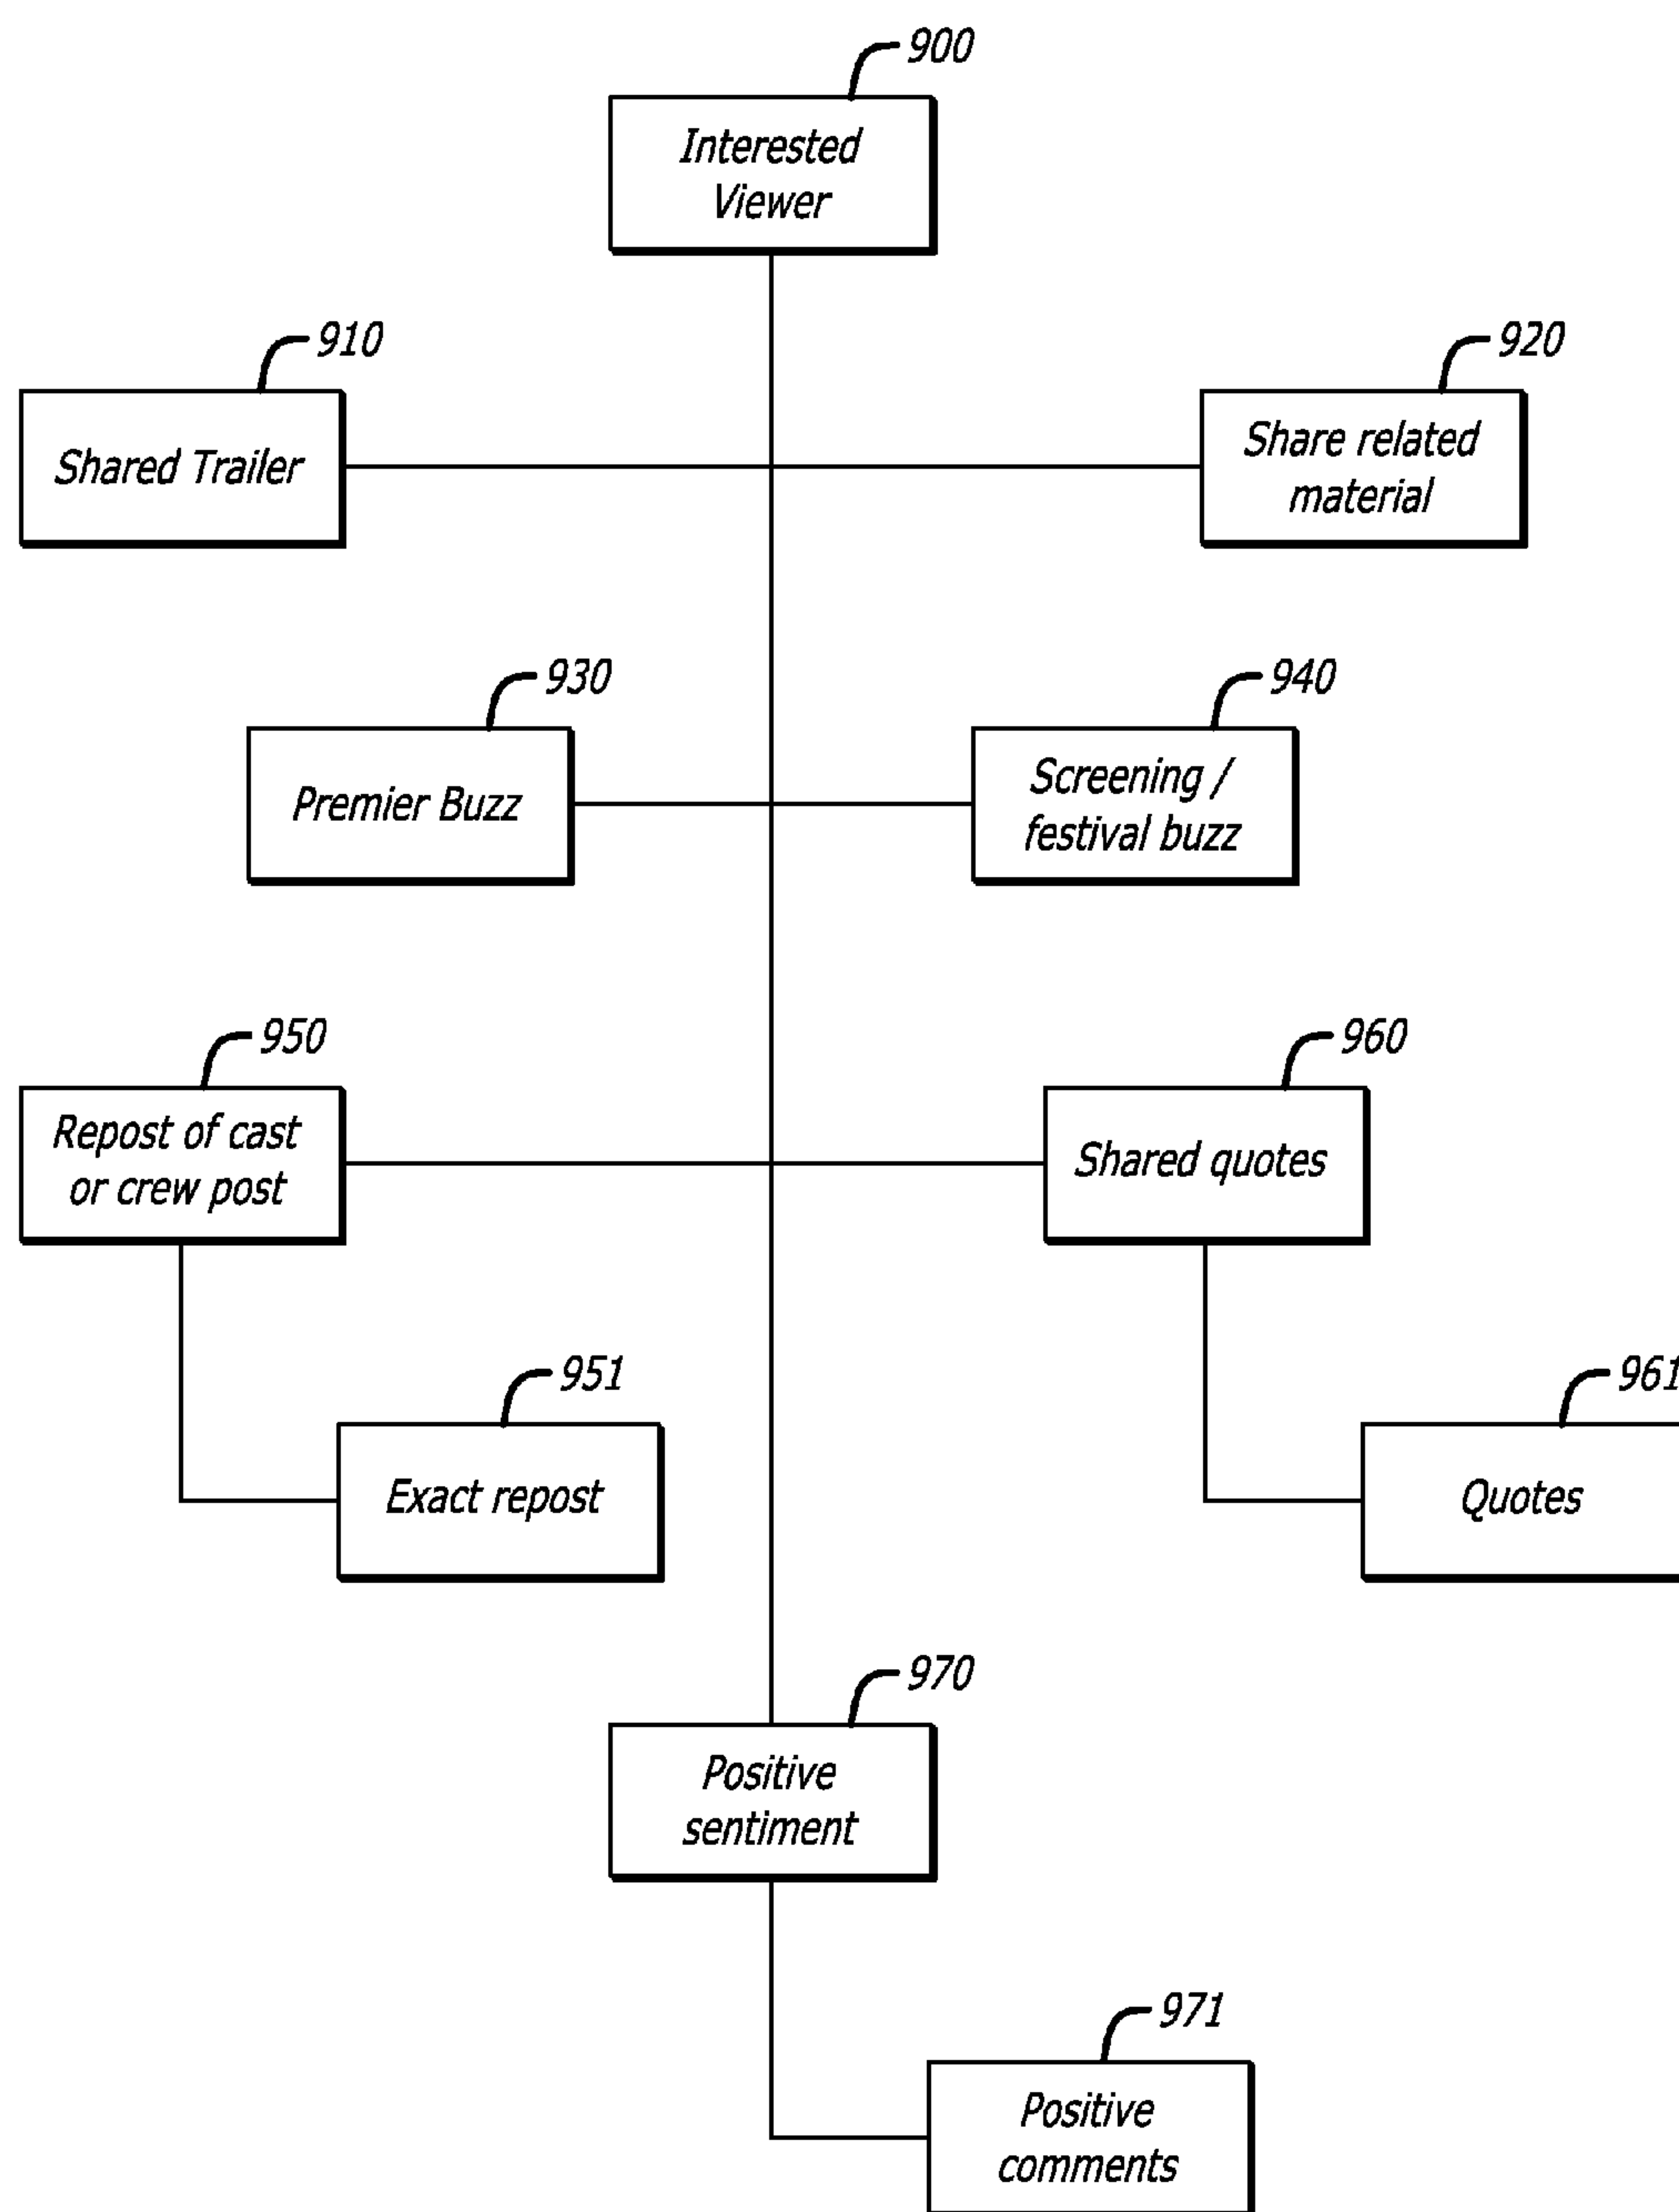 900
Interested
Viewer
910
Shared Trailer
920
Share related
material
930
Premier Buzz
940
Screening /
festival buzz
950
Repost of cast
or crew post
960
Shared quotes
951
Exact repost
961
Quotes
970
Positive
sentiment
971
Positive
comments